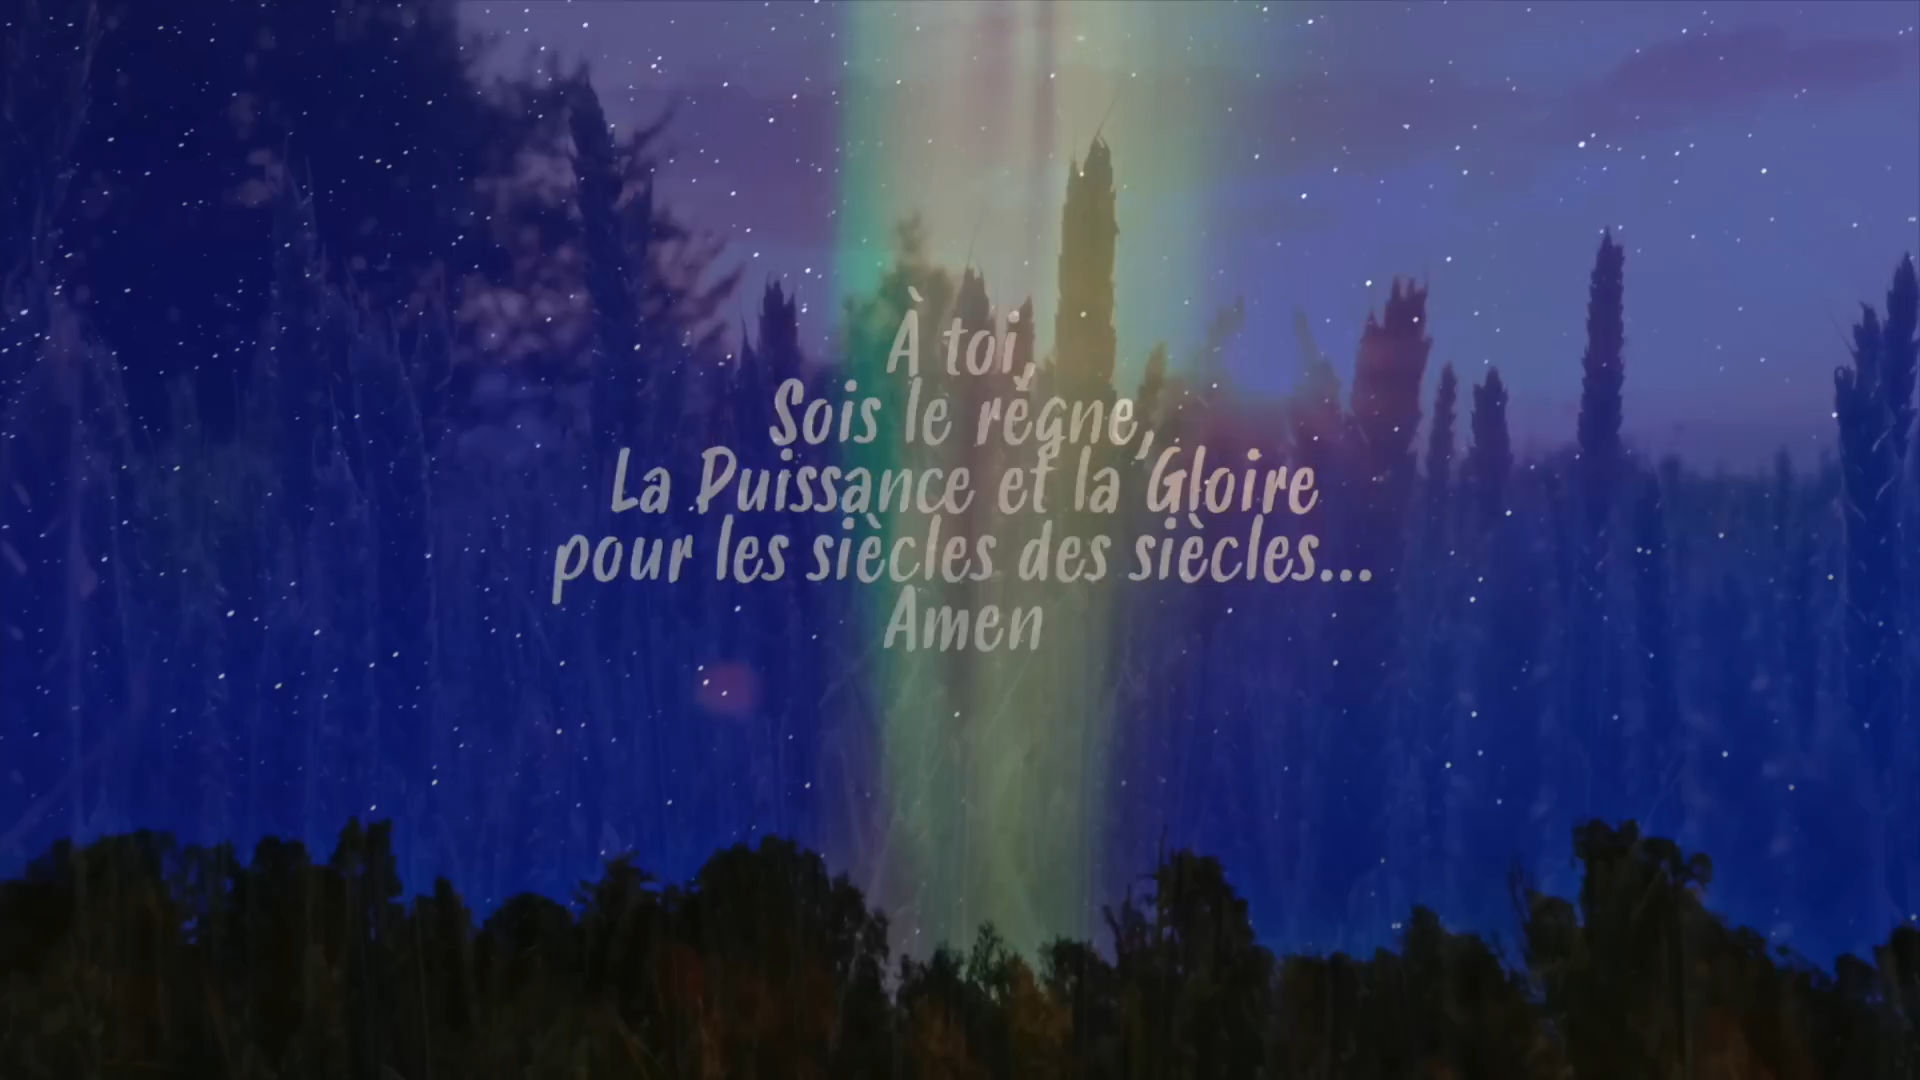 À toi,
Sois le règne,
La Puissance et la Gloire
pour les siècles des siècles...
Amen